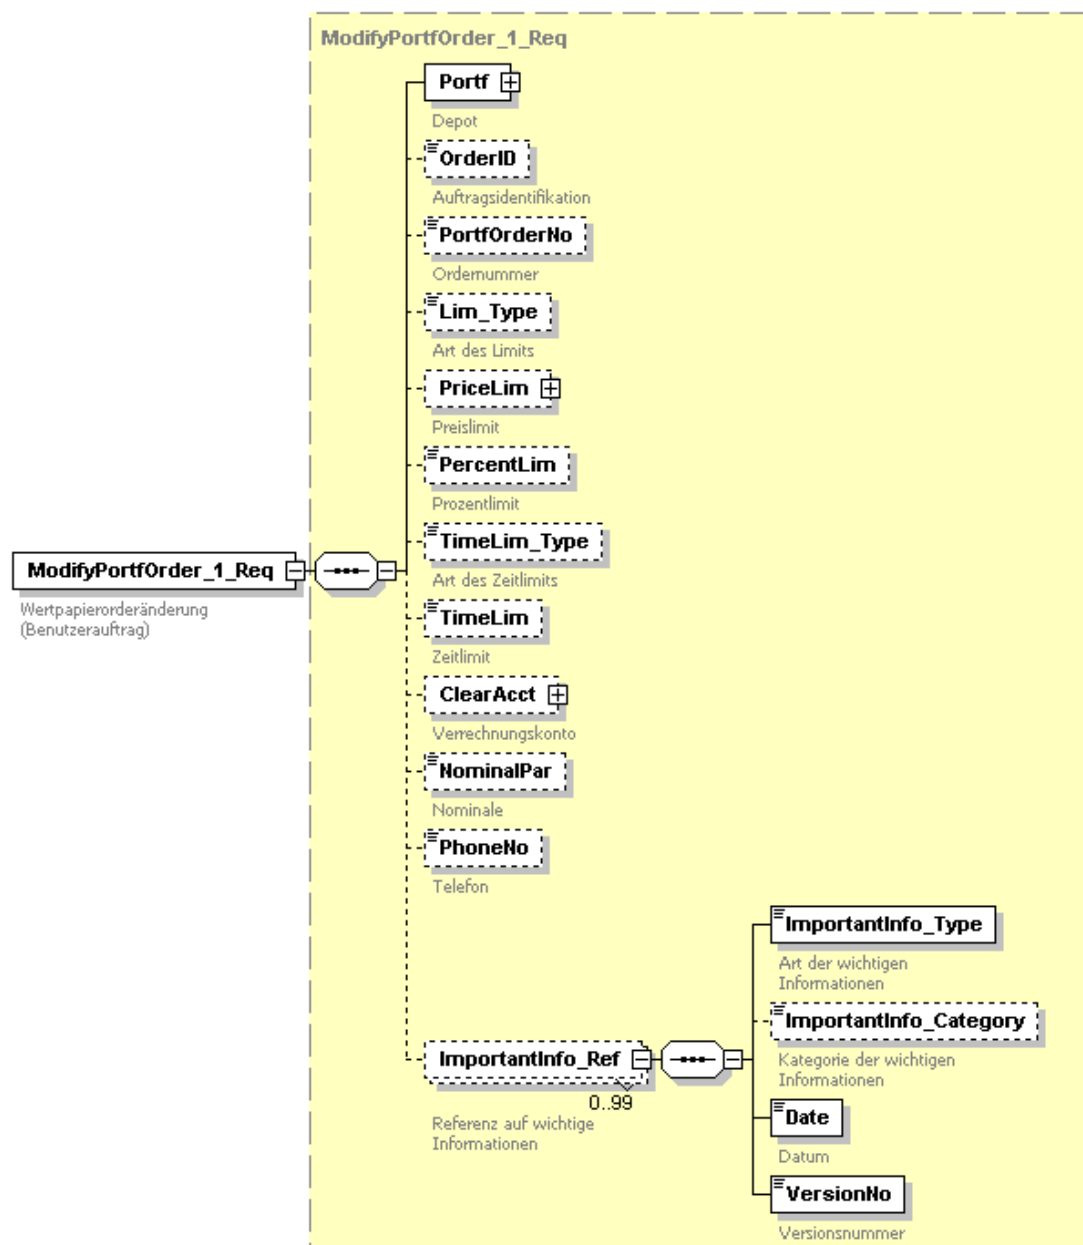 ModifyPortfOrder_1_Req
Portf
Depot
OrderID
Auftragsidentifikation
PortfOrderNo
Ordernummer
Lim_Type
Art des Limits
PriceLim
Preislimit
PercentLim
Prozentlimit
TimeLim_Type
Art des Zeitlimits
ModifyPortfOrder_1_Req
Wertpapierorderänderung
(Benutzerauftrag)
TimeLim
Zeitlimit
ClearAcct
Verrechnungskonto
NominalPar
Nominale
PhoneNo
Telefon
ImportantInfo_Type
Art der wichtigen
Informationen
ImportantInfo_Category
Kategorie der wichtigen
Informationen
ImportantInfo_Ref
0..99
Referenz auf wichtige
Informationen
Date
Datum
VersionNo
Versionsnummer